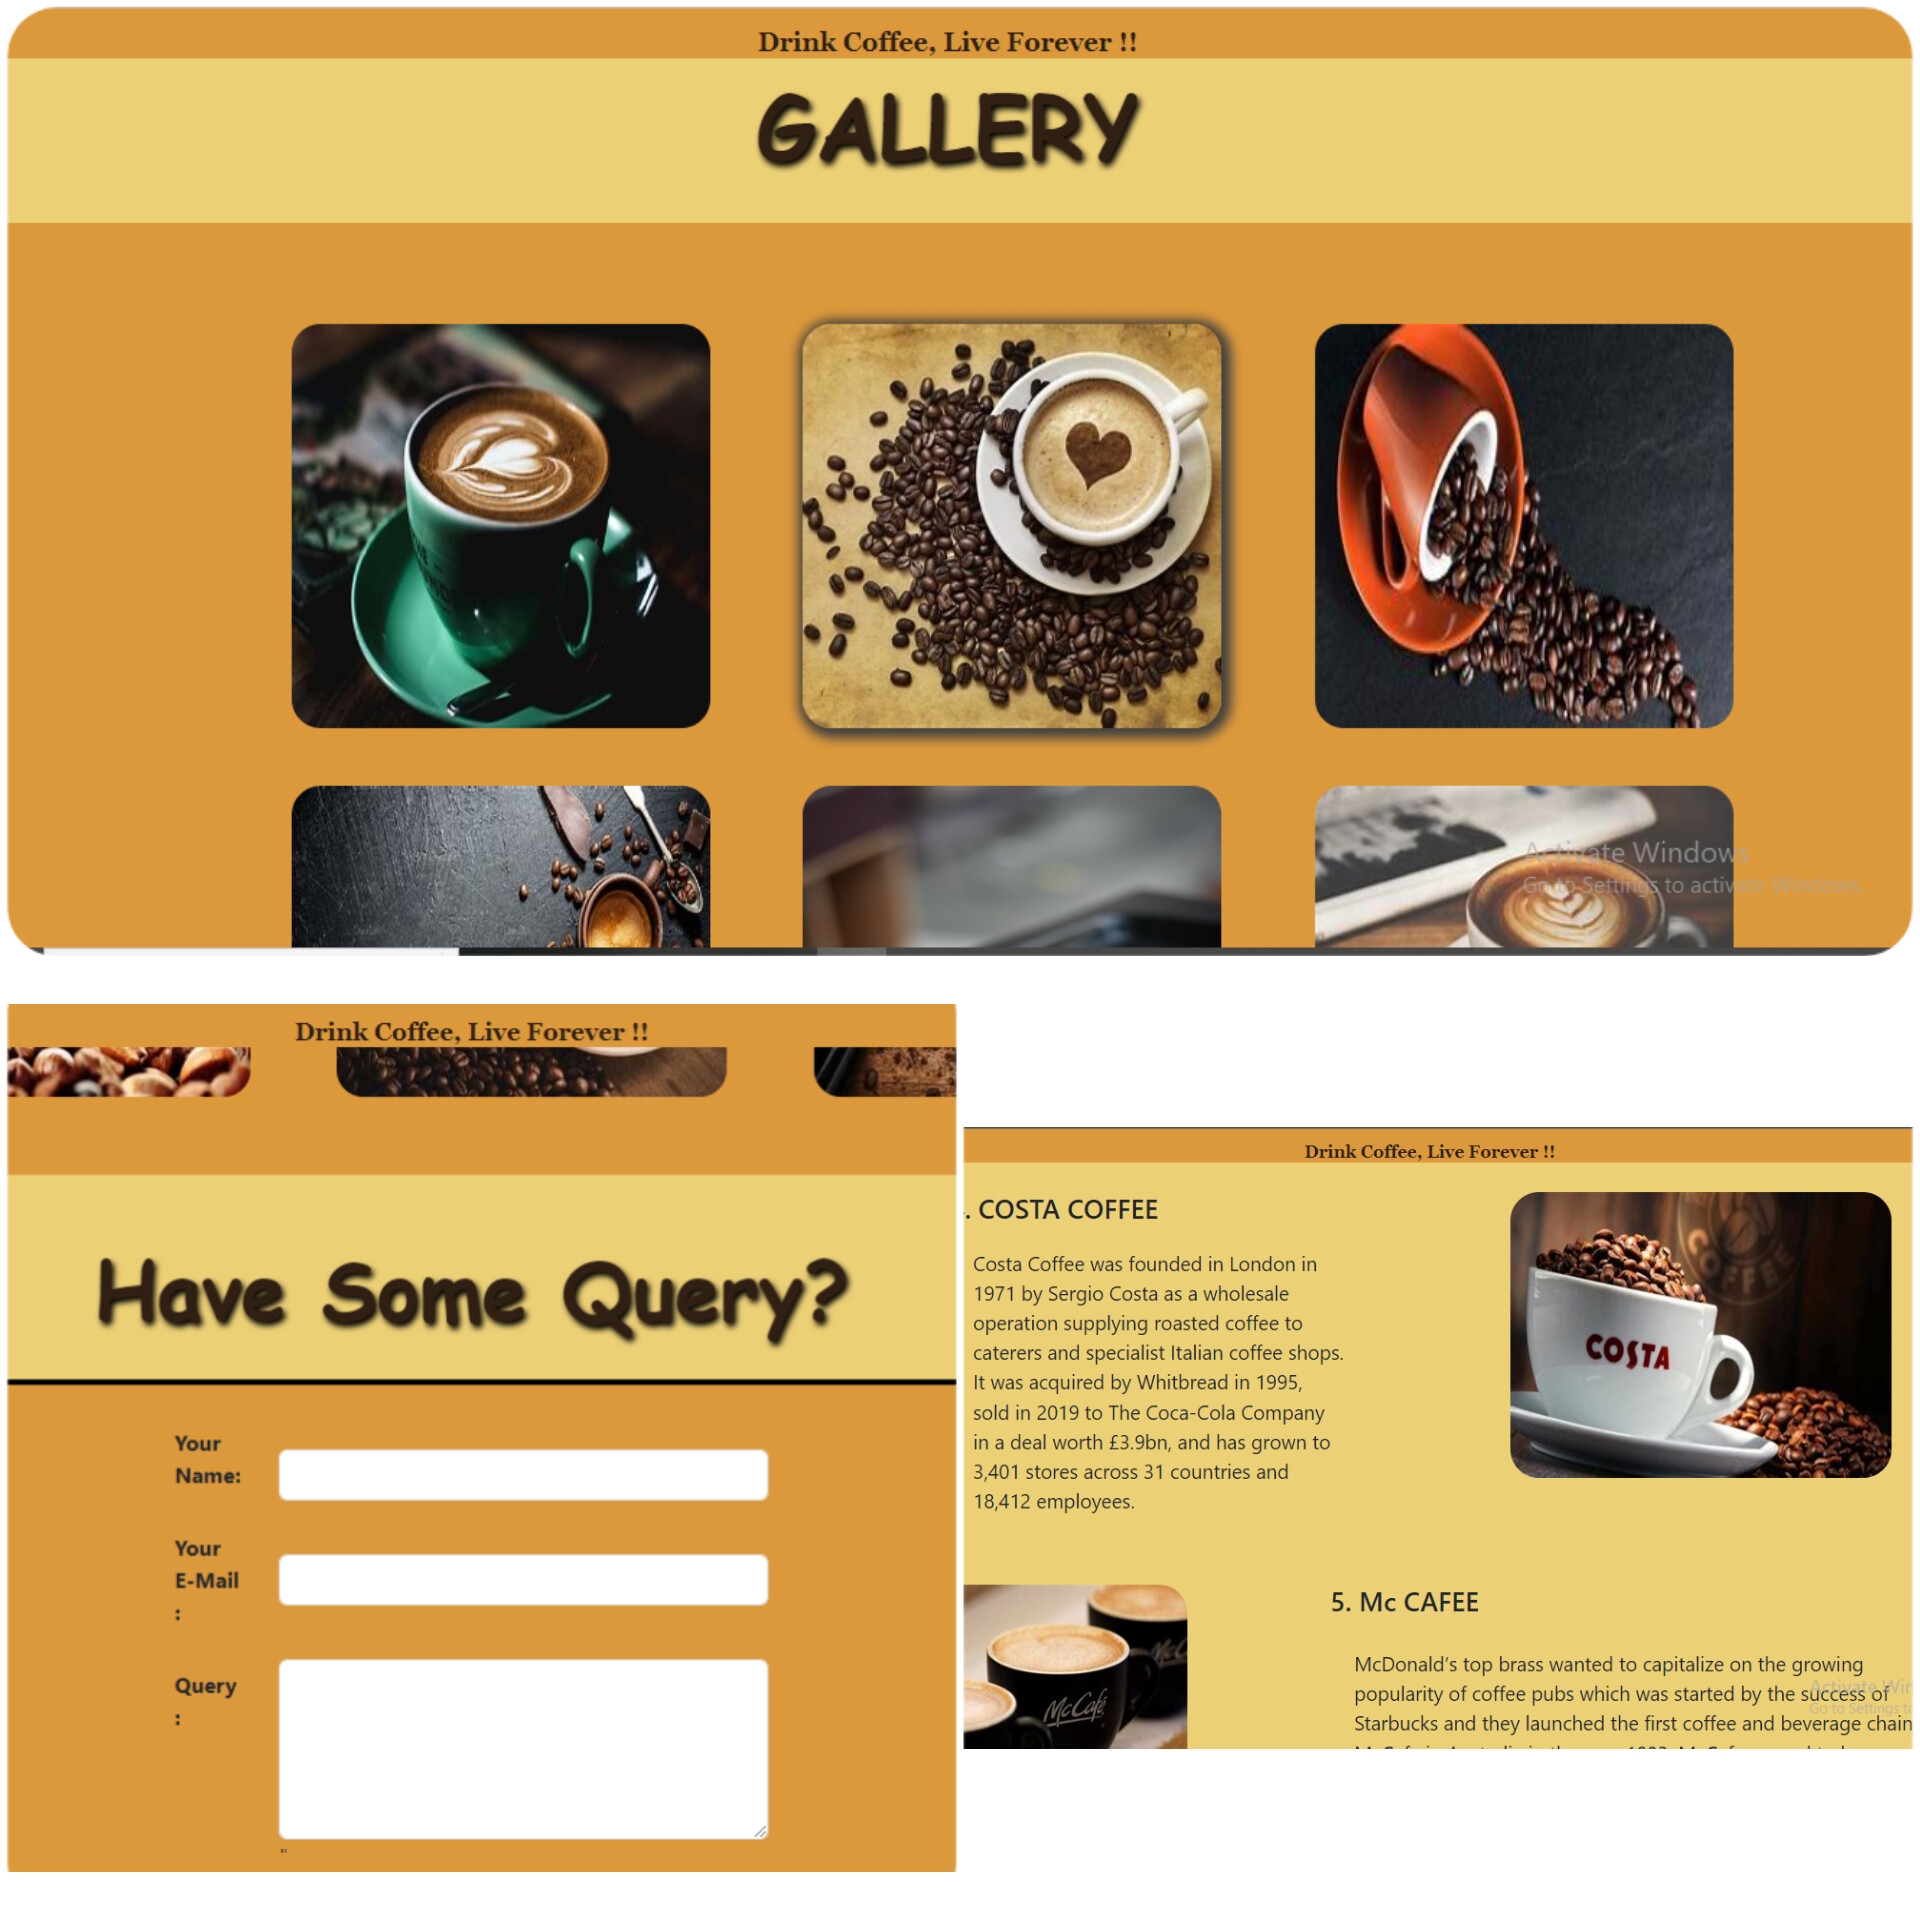 Drink Coffee, Live Forever !!
GALLERY
Activate Windows
Go to Settings to activate Windows.
Drink Coffee, Live Forever !!
Have Some Query?
Your
Name:
Your
E-Mail
:
Query
:
"
Drink Coffee, Live Forever !!
. COSTA COFFEE
Costa Coffee was founded in London in
1971 by Sergio Costa as a wholesale
operation supplying roasted coffee to
caterers and specialist Italian coffee shops.
It was acquired by Whitbread in 1995,
sold in 2019 to The Coca-Cola Company
in a deal worth £3.9bn, and has grown to
3,401 stores across 31 countries and
18,412 employees.
COFFEE
COSTA
5. Mc CAFEE
McDonald's top brass wanted to capitalize on the growing
popularity of coffee pubs which was started by the success of
Starbucks and they launched the first coffee and beverage chain
McCafé
Activate
Go to Settings